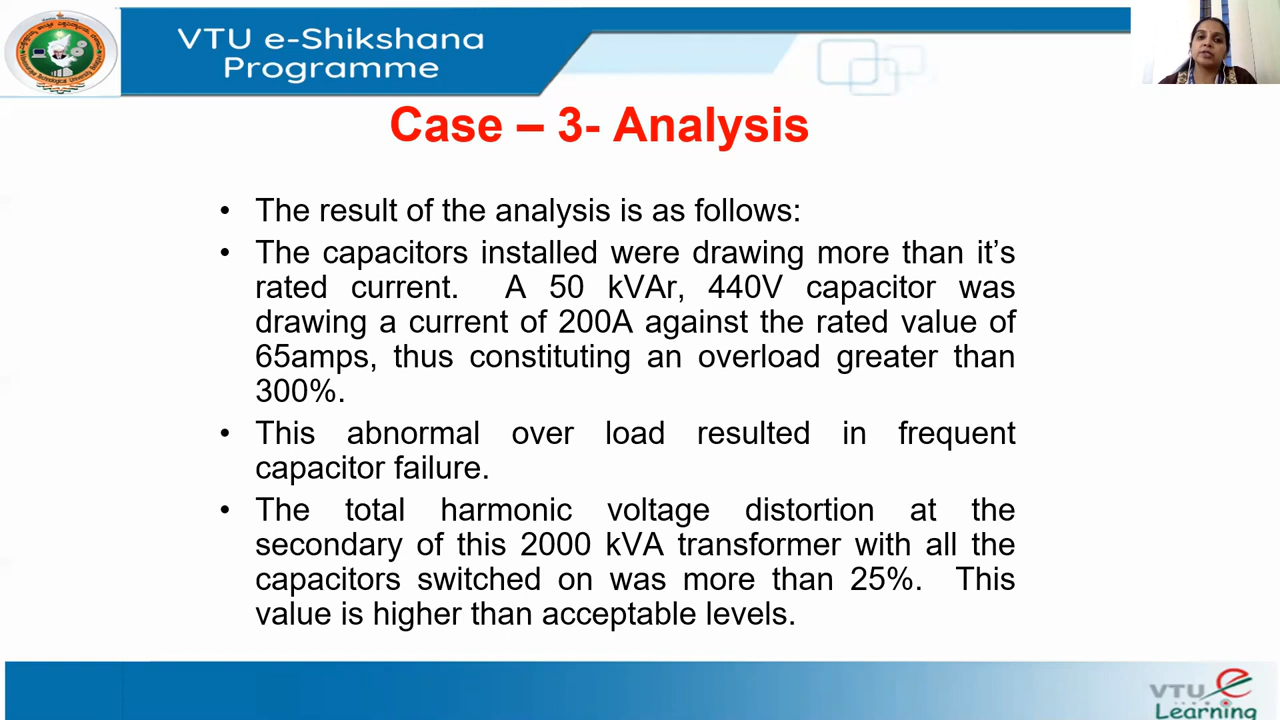 VTU e-Shikshana
Programme
Case – 3- Analysis
• The result of the analysis is as follows:
• The capacitors installed were drawing more than it’s
rated current. A 50 kVAr, 440V capacitor was
drawing a current of 200A against the rated value of
65amps, thus constituting an overload greater than
300%.
• This abnormal over load resulted in frequent
capacitor failure.
• The total harmonic voltage distortion at the
secondary of this 2000 kVA transformer with all the
capacitors switched on was more than 25%. This
value is higher than acceptable levels.
VTU e
Learning